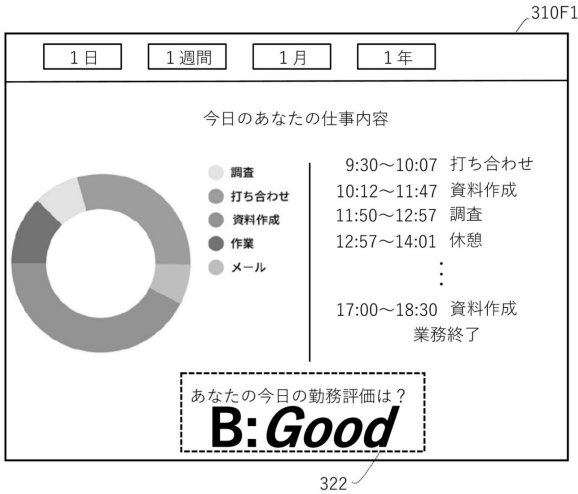 310F1
1日 1週間 1月 1年
今日のあなたの仕事内容
調査
打ち合わせ
資料作成
作業
メール
9:30～10:07 打ち合わせ
10:12～11:47 資料作成
11:50～12:57 調査
12:57～14:01 休憩
⋮
17:00～18:30 資料作成
業務終了
あなたの今日の勤務評価は？
B:Good
322